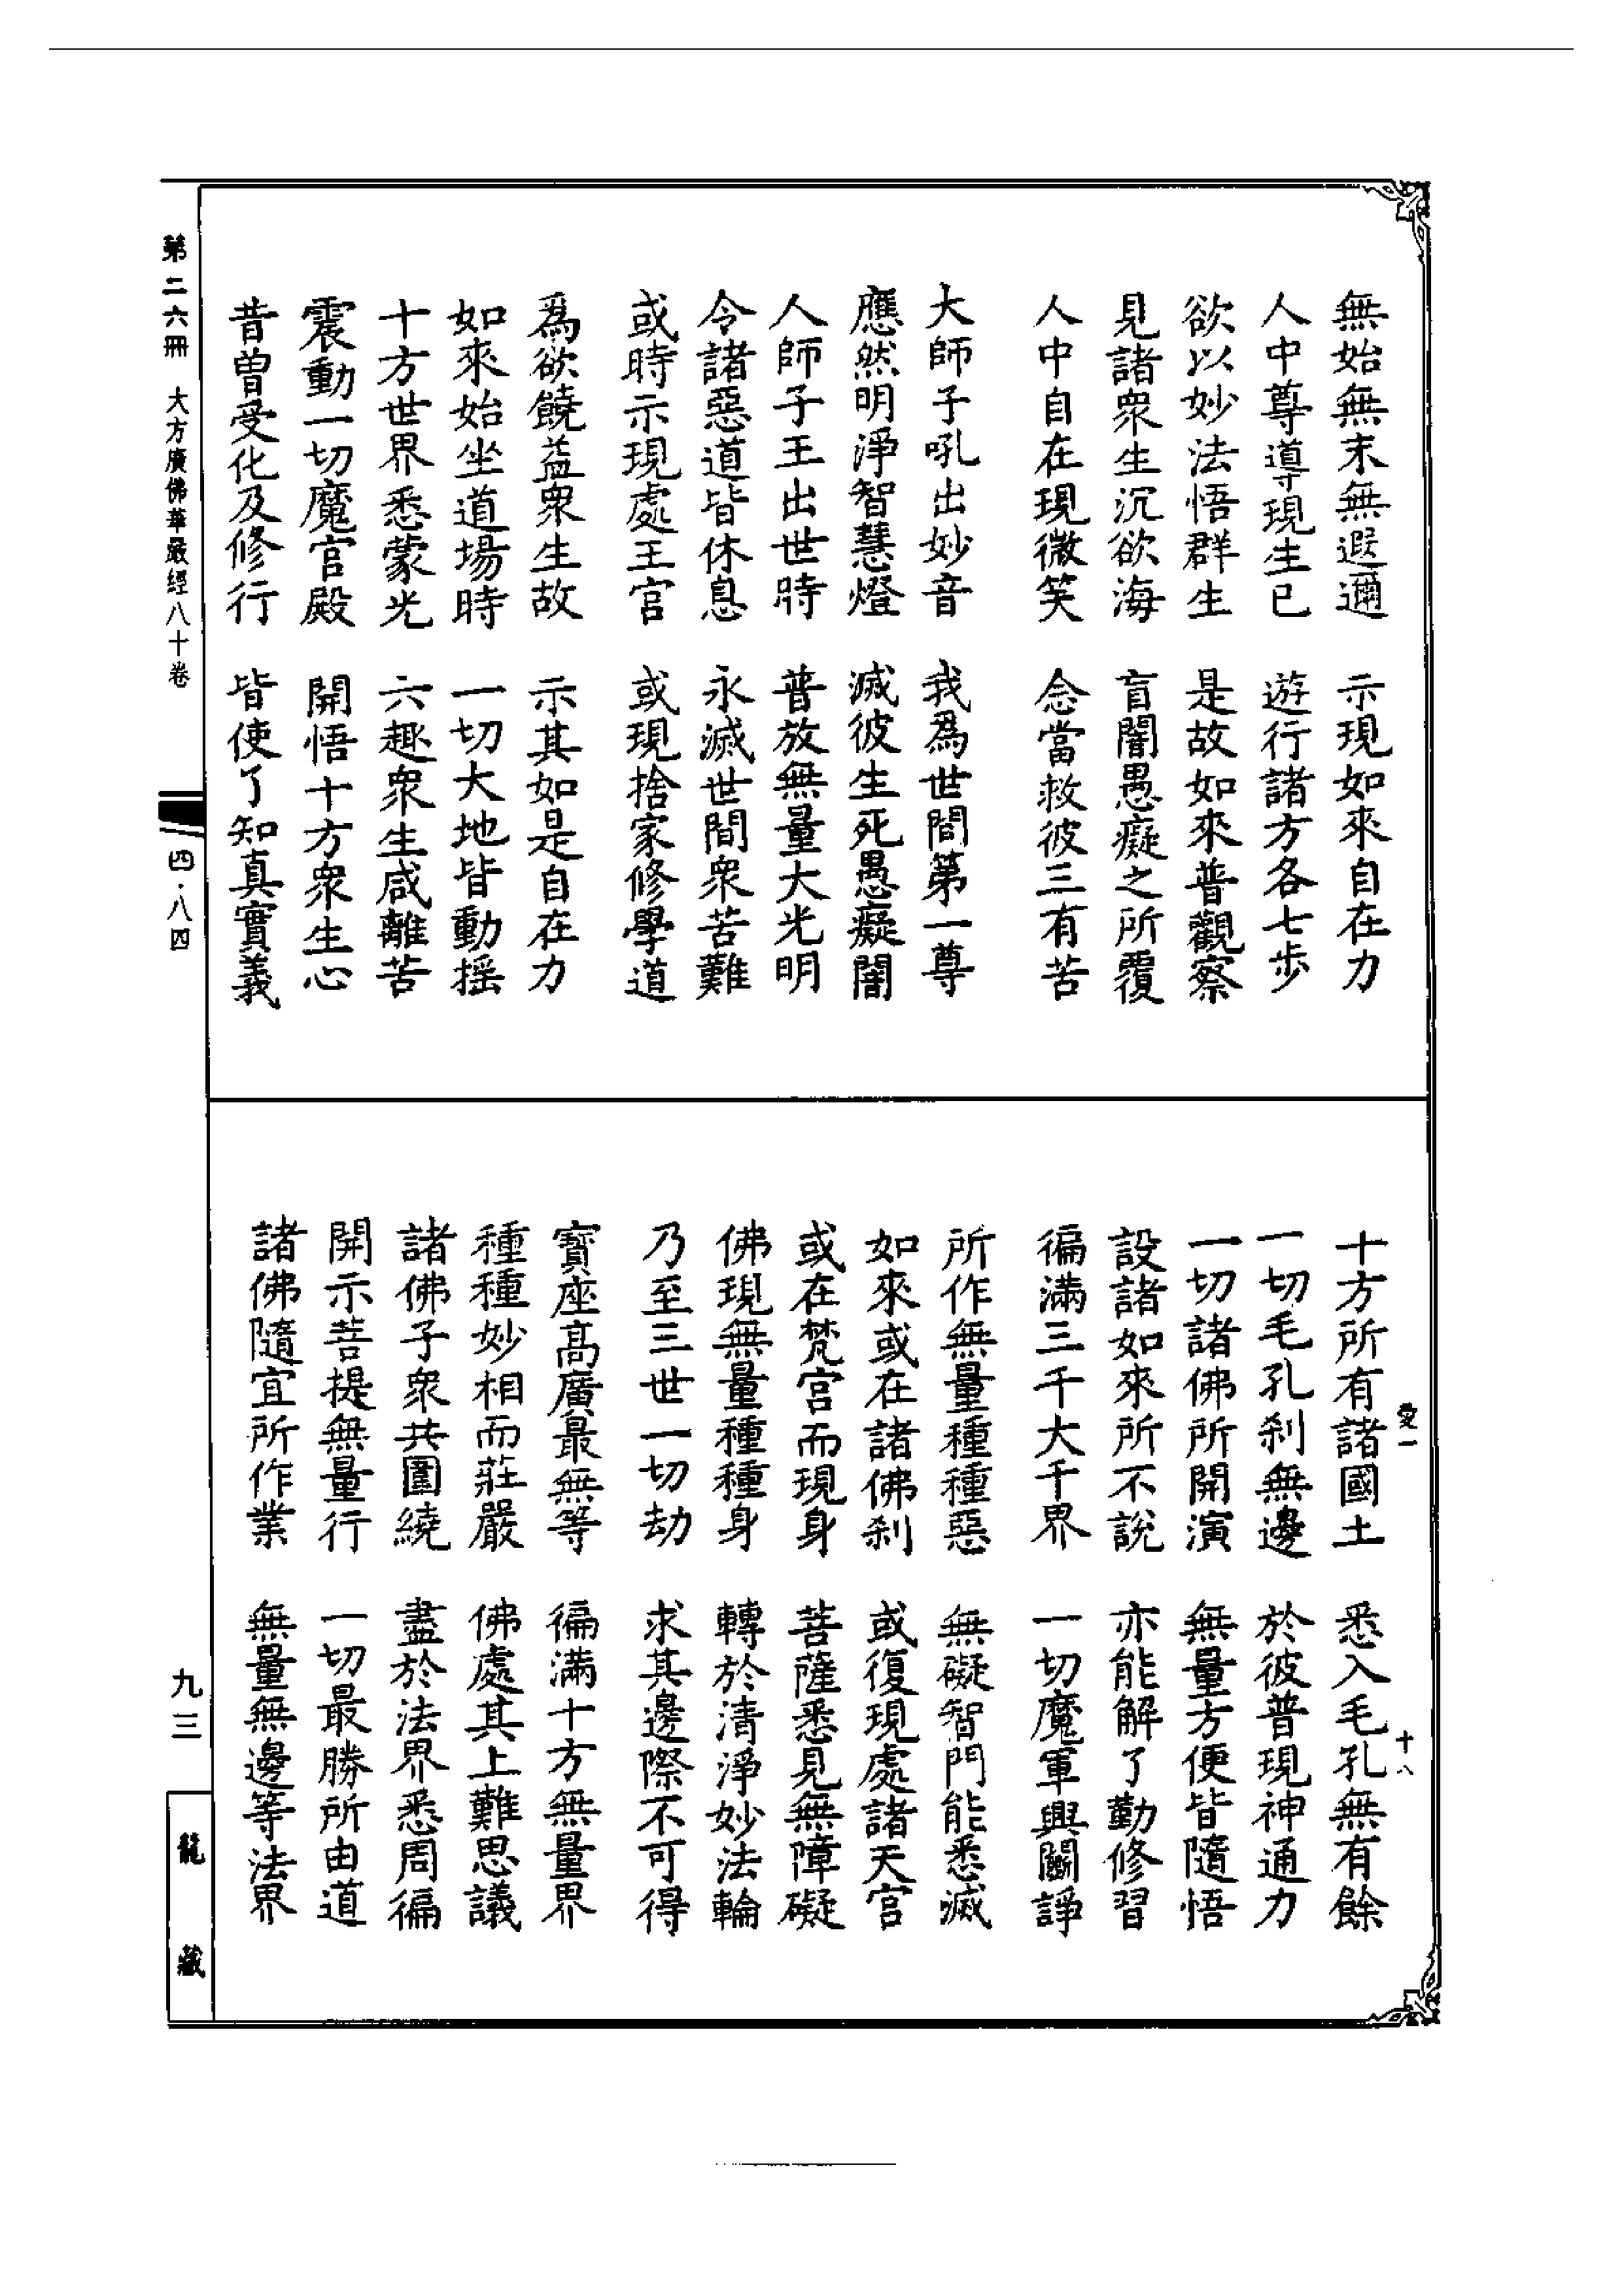 無始無末無遐邇　示現如來自在力
人中尊導現生已　遊行諸方各七步
欲以妙法悟群生　是故如來普觀察
見諸衆生沉欲海　盲闇愚癡之所覆
人中自在現微笑　念當救彼三有苦
大師子吼出妙音　我爲世間第一尊
應然明淨智慧燈　滅彼生死愚癡闇
人師子王出世時　普放無量大光明
令諸惡道皆休息　永滅世間衆苦難
或時示現處王宮　或現捨家修學道
爲欲饒益衆生故　示其如是自在力
如來始坐道場時　一切大地皆動搖
十方世界悉蒙光　六趣衆生咸離苦
震動一切魔宮殿　開悟十方衆生心
昔曾受化及修行　皆使了知真實義
十方所有諸國土　悉入毛孔無有餘
一切毛孔刹無邊　於彼普現神通力
一切諸佛所開演　無量方便皆隨悟
設諸如來所不說　亦能解了勤修習
徧滿三千大千界　一切魔軍興鬭諍
所作無量種種惡　無礙智門能悉滅
如來或在諸佛刹　或復現處諸天宮
或在梵宮而現身　菩薩悉見無障礙
佛現無量種種身　轉於清淨妙法輪
乃至三世一切劫　求其邊際不可得
寶座高廣最無等　徧滿十方無量界
種種妙相而莊嚴　佛處其上難思議
諸佛子衆共圍繞　盡於法界悉周徧
開示菩提無量行　一切最勝所由道
諸佛隨宜所作業　無量無邊等法界
愛一　十八
第二六冊　大方廣佛華嚴經八十卷　四·八四　九三
龍藏